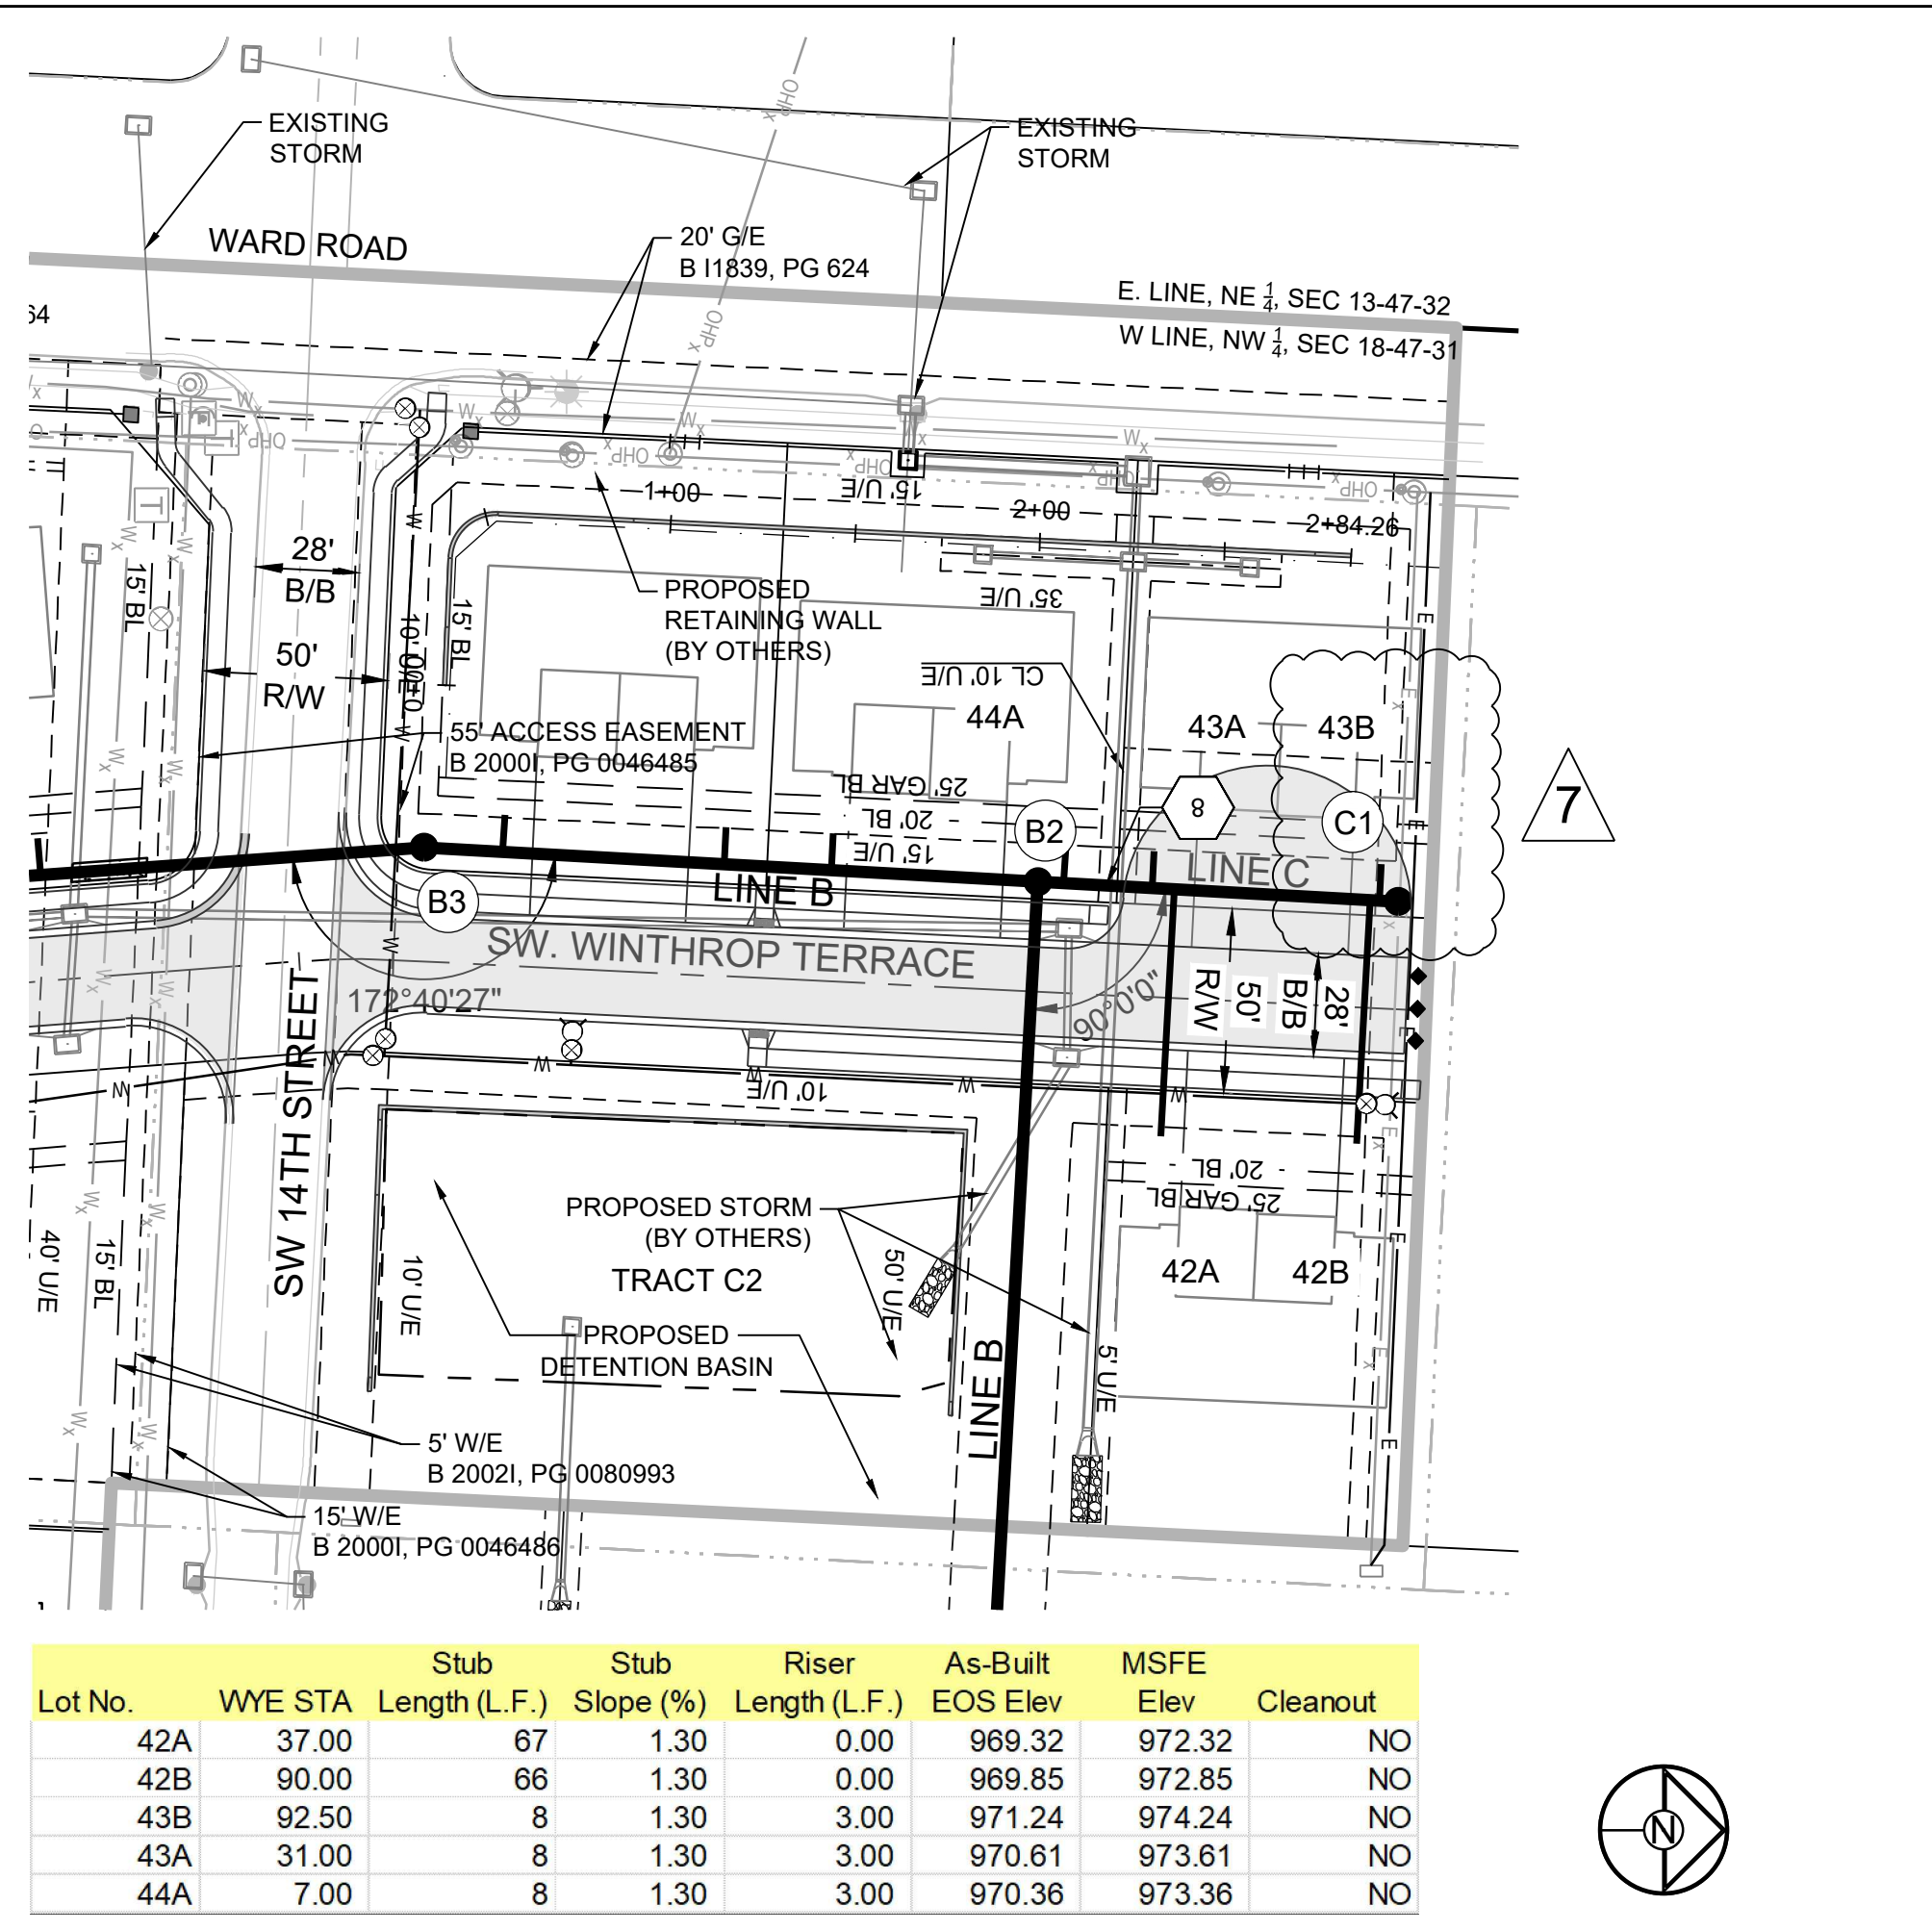 EXISTING
STORM
EXISTING
STORM
OHP
WARD ROAD
20' G/E
B I1839, PG 624
E. LINE, NE 1/4, SEC 13-47-32
W LINE, NW 1/4, SEC 18-47-31
64
OHP
OHP
OHP
OHP
OHP
OHP
1+00
15' U/E
2+00
2+84.26
28'
B/B
50'
R/W
15' BL
10' U/E
0+00
15' BL
PROPOSED
RETAINING WALL
(BY OTHERS)
35' U/E
CL 10' U/E
44A
43A
43B
55' ACCESS EASEMENT
B 2000I, PG 0046485
25' GAR BL
20' BL
15' U/E
8
B2
C1
7
LINE B
LINE C
B3
SW. WINTHROP TERRACE
172°40'27"
90°0'0"
R/W
50'
B/B
28'
SW 14TH STREET
10' U/E
20' BL
25' GAR BL
PROPOSED STORM
(BY OTHERS)
TRACT C2
42A
42B
40' U/E
15' BL
10' U/E
50' U/E
5' U/E
PROPOSED
DETENTION BASIN
LINE B
5' W/E
B 2002I, PG 0080993
15' W/E
B 2000I, PG 0046486
Lot No. WYE STA Stub Length (L.F.) Stub Slope (%) Riser Length (L.F.) As-Built EOS Elev MSFE Elev Cleanout
42A 37.00 67 1.30 0.00 969.32 972.32 NO
42B 90.00 66 1.30 0.00 969.85 972.85 NO
43B 92.50 8 1.30 3.00 971.24 974.24 NO
43A 31.00 8 1.30 3.00 970.61 973.61 NO
44A 7.00 8 1.30 3.00 970.36 973.36 NO
N